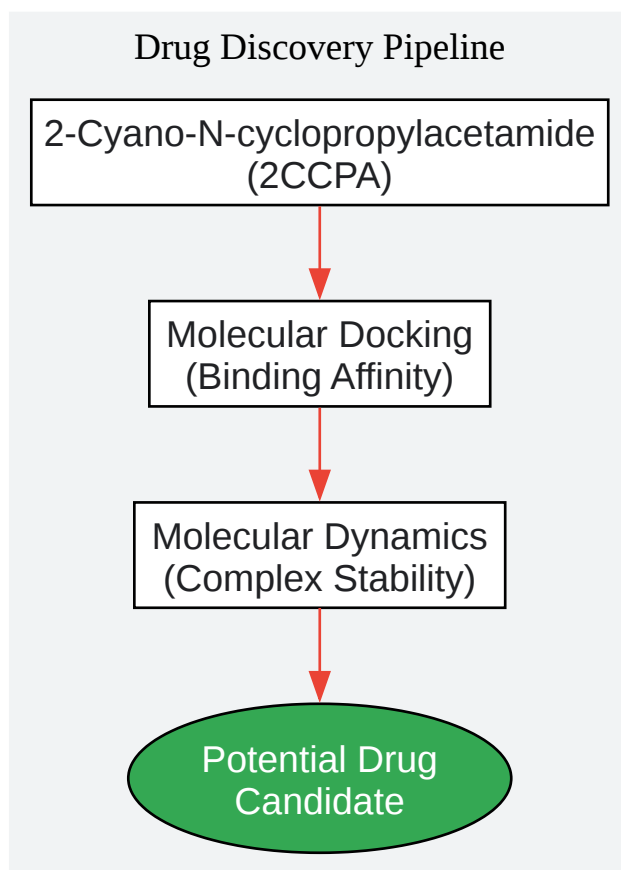 Drug Discovery Pipeline
2-Cyano-N-cyclopropylacetamide
(2CCPA)
Molecular Docking
(Binding Affinity)
Molecular Dynamics
(Complex Stability)
Potential Drug
Candidate